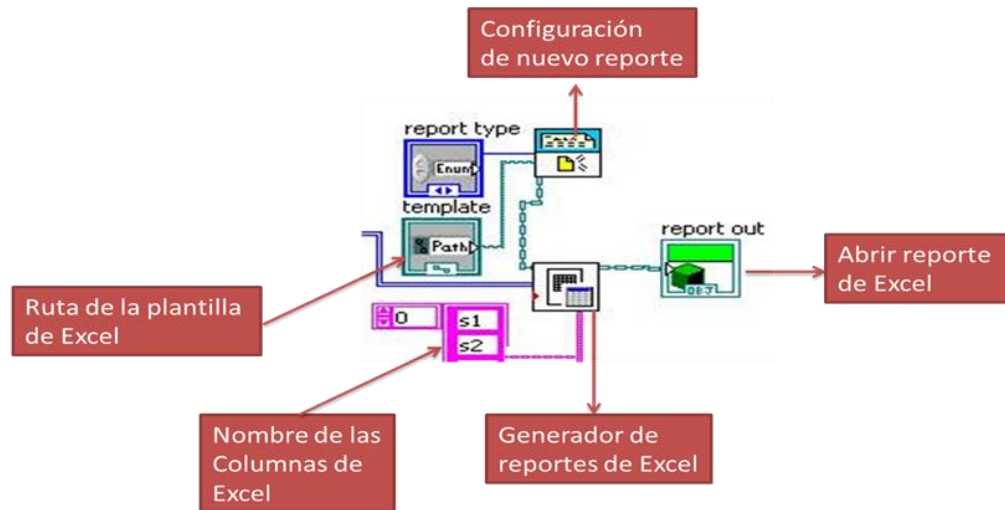 Configuración
de nuevo reporte
report type
Enum
template
Path
report out
OBJ
Abrir reporte
de Excel
Ruta de la plantilla
de Excel
0
s1
s2
Nombre de las
Columnas de
Excel
Generador de
reportes de Excel